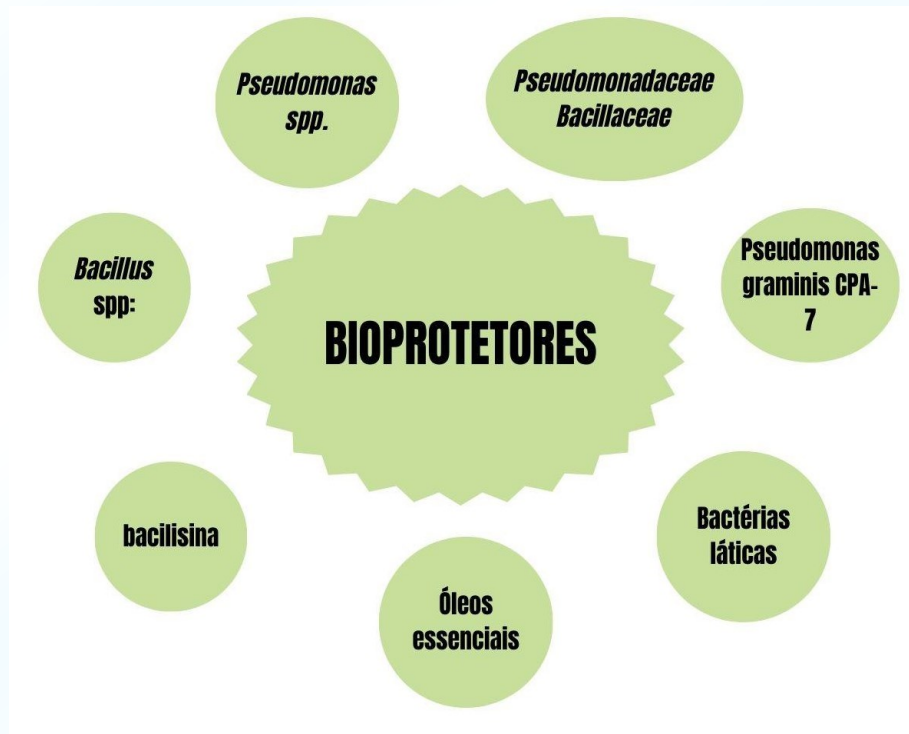 Pseudomonas
spp.
Pseudomonadaceae
Bacillaceae
Bacillus
spp:
BIOPROTETORES
Pseudomonas
graminis CPA-
7
bacilisina
Bactérias
láticas
Óleos
essenciais